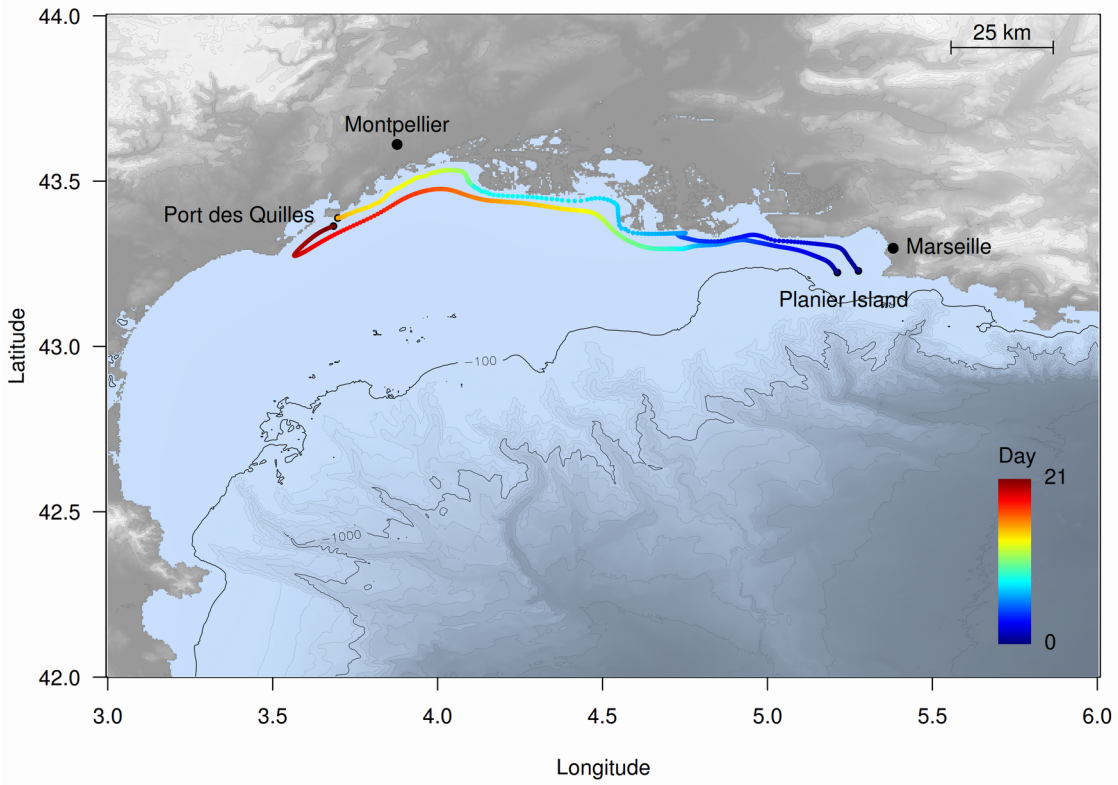 44.0
25 km
Montpellier
43.5
Port des Quilles
Marseille
Planier Island
43.0
−100
Latitude
Day
21
42.5
−1000
0
42.0
3.0 3.5 4.0 4.5 5.0 5.5 6.0
Longitude